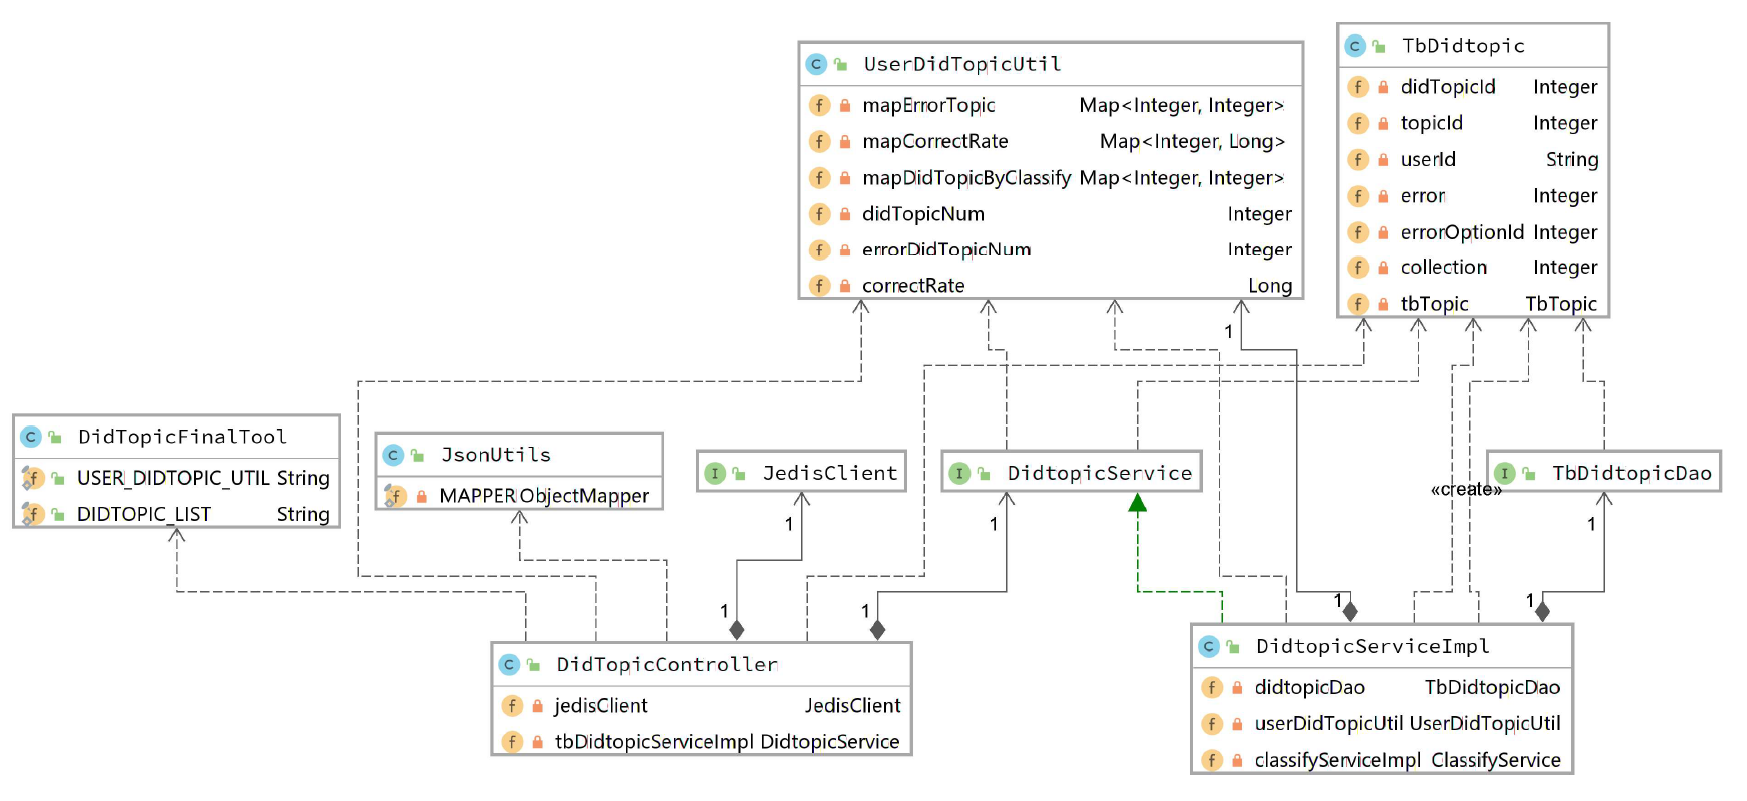 UserDidTopicUtil
mapErrorTopic Map<Integer, Integer>
mapCorrectRate Map<Integer, Long>
mapDidTopicByClassify Map<Integer, Integer>
didTopicNum Integer
errorDidTopicNum Integer
correctRate Long
TbDidtopic
didTopicId Integer
topicId Integer
userId String
error Integer
errorOptionId Integer
collection Integer
tbTopic TbTopic
1
DidTopicFinalTool
USER_DIDTOPIC_UTIL String
DIDTOPIC_LIST String
JsonUtils
MAPPER ObjectMapper
JedisClient
DidtopicService
TbDidtopicDao
«create»
1
1
1
1
1
1
1
DidTopicController
jedisClient JedisClient
tbDidtopicServiceImpl DidtopicService
DidtopicServiceImpl
didtopicDao TbDidtopicDao
userDidTopicUtil UserDidTopicUtil
classifyServiceImpl ClassifyService